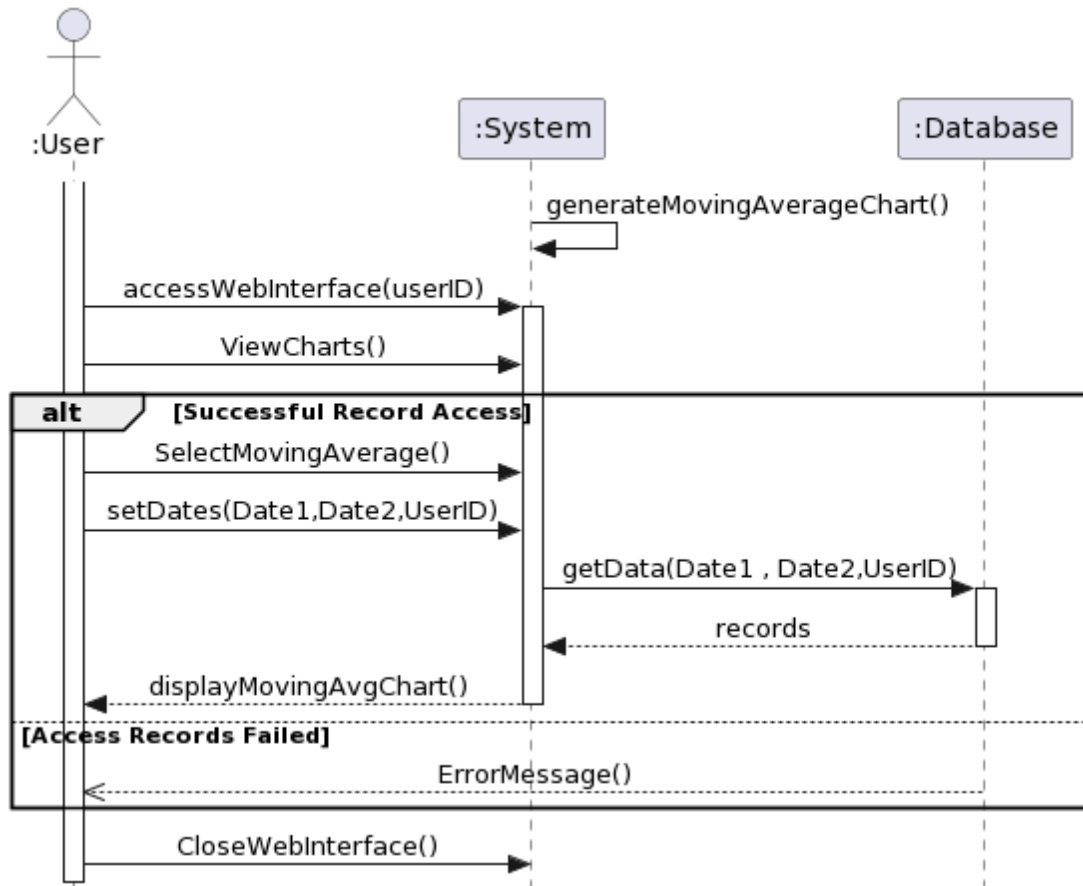 :User
:System
:Database
generateMovingAverageChart()
accessWebInterface(userID)
ViewCharts()
alt
[Successful Record Access]
SelectMovingAverage()
setDates(Date1,Date2,UserID)
getData(Date1 , Date2,UserID)
records
displayMovingAvgChart()
[Access Records Failed]
ErrorMessage()
CloseWebInterface()